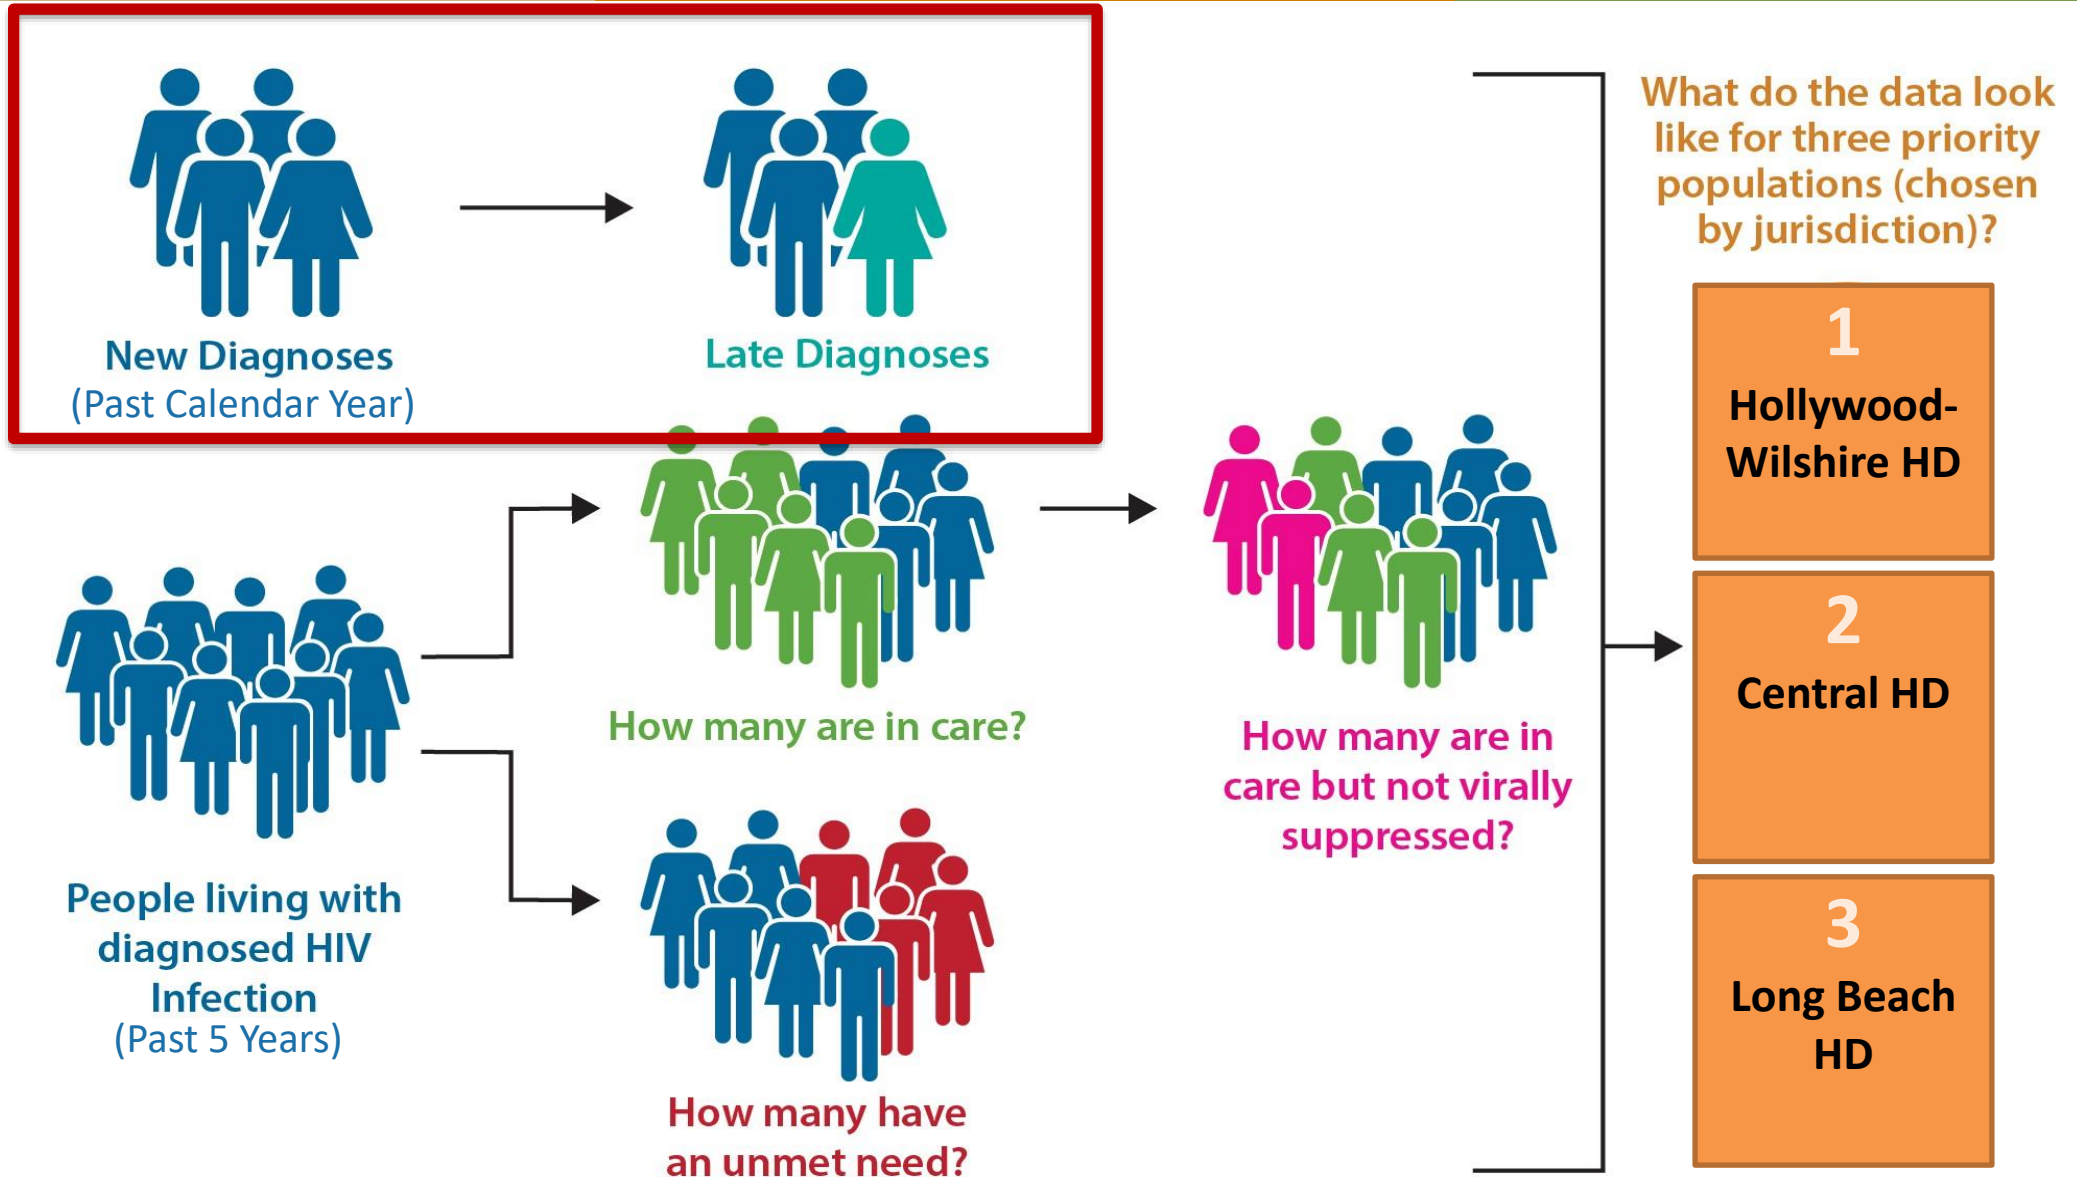 New Diagnoses
(Past Calendar Year)
Late Diagnoses
People living with
diagnosed HIV
Infection
(Past 5 Years)
How many are in care?
How many have
an unmet need?
How many are in
care but not virally
suppressed?
What do the data look
like for three priority
populations (chosen
by jurisdiction)?
1
Hollywood-
Wilshire HD
2
Central HD
3
Long Beach
HD